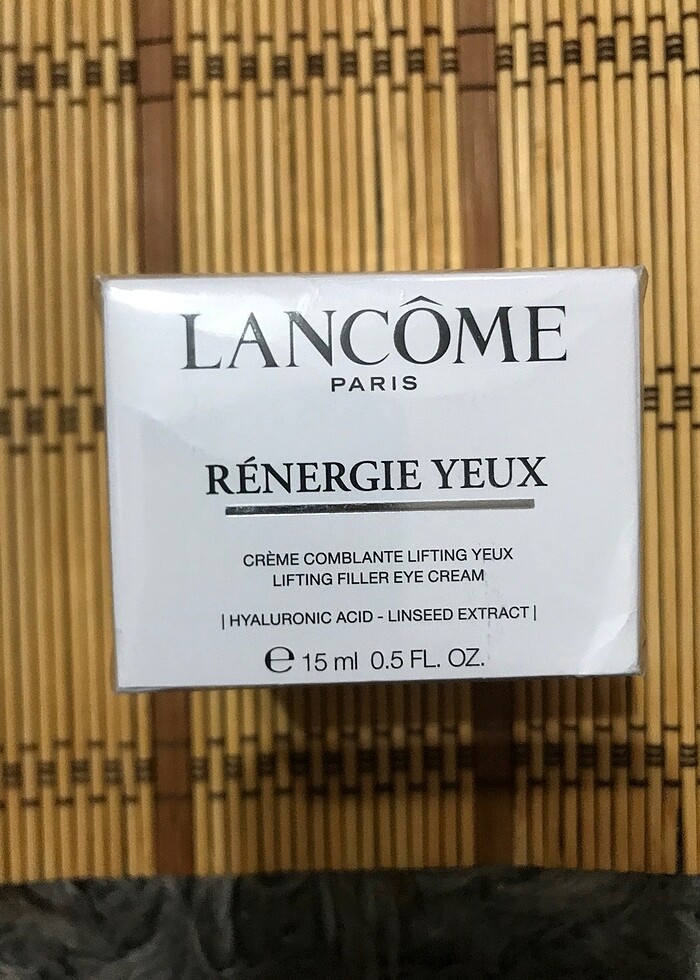 LANCÔME
PARIS
RÉNERGIE YEUX
CRÈME COMBLANTE LIFTING YEUX
LIFTING FILLER EYE CREAM
| HYALURONIC ACID - LINSEED EXTRACT |
℮ 15 ml 0.5 FL. OZ.